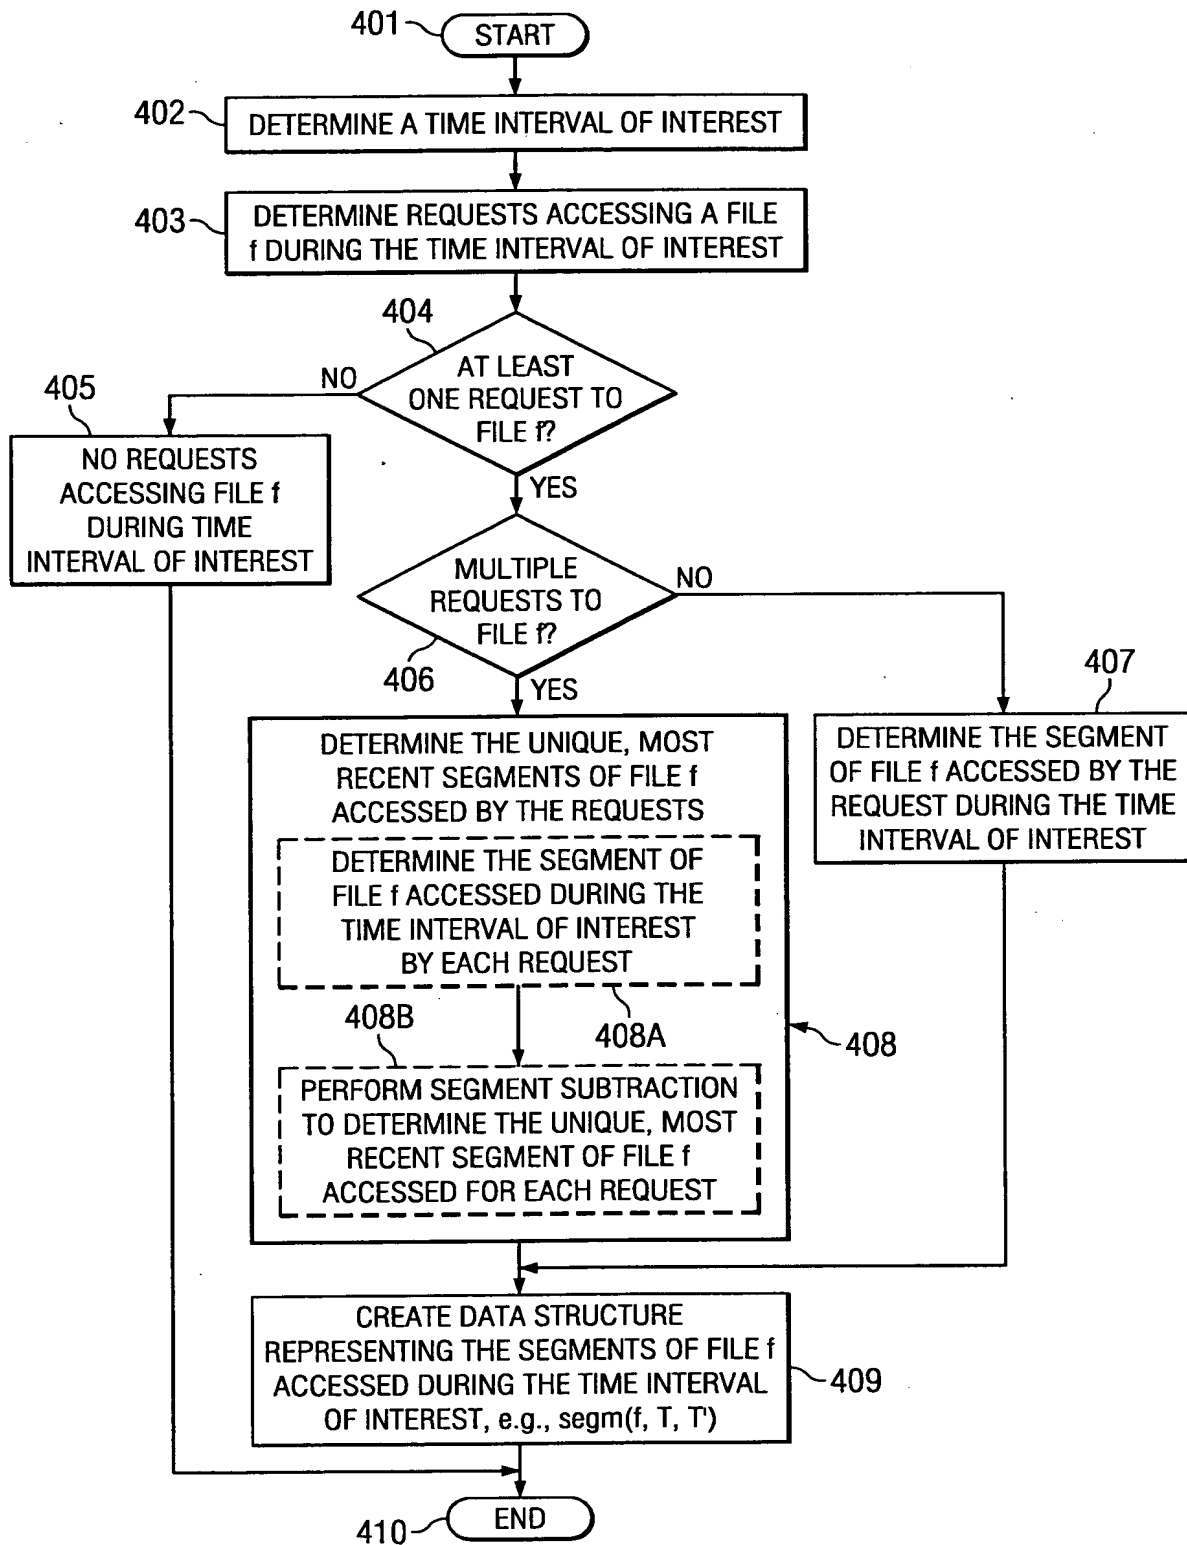 401
START
402
DETERMINE A TIME INTERVAL OF INTEREST
403
DETERMINE REQUESTS ACCESSING A FILE
f DURING THE TIME INTERVAL OF INTEREST
404
AT LEAST
ONE REQUEST TO
FILE f?
NO
YES
405
NO REQUESTS
ACCESSING FILE f
DURING TIME
INTERVAL OF INTEREST
MULTIPLE
REQUESTS TO
FILE f?
NO
406
YES
407
DETERMINE THE SEGMENT
OF FILE f ACCESSED BY THE
REQUEST DURING THE TIME
INTERVAL OF INTEREST
DETERMINE THE UNIQUE, MOST
RECENT SEGMENTS OF FILE f
ACCESSED BY THE REQUESTS
DETERMINE THE SEGMENT OF
FILE f ACCESSED DURING THE
TIME INTERVAL OF INTEREST
BY EACH REQUEST
408B
408A
408
PERFORM SEGMENT SUBTRACTION
TO DETERMINE THE UNIQUE, MOST
RECENT SEGMENT OF FILE f
ACCESSED FOR EACH REQUEST
CREATE DATA STRUCTURE
REPRESENTING THE SEGMENTS OF FILE f
ACCESSED DURING THE TIME INTERVAL
OF INTEREST, e.g., segm(f, T, T')
409
410
END